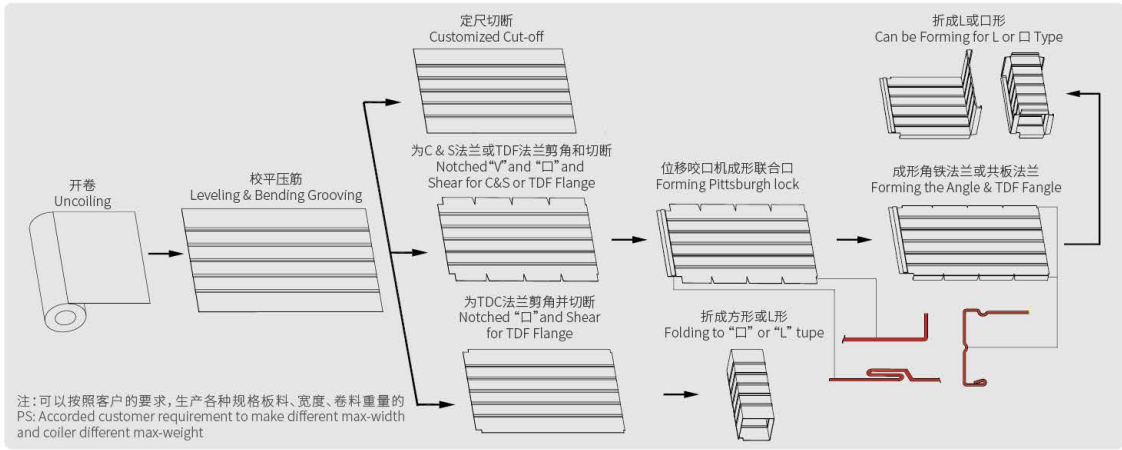 开卷
Uncoiling
校平压筋
Leveling & Bending Grooving
定尺切断
Customized Cut-off
为C & S法兰或TDF法兰剪角和切断
Notched “V” and “口” and
Shear for C&S or TDF Flange
为TDC法兰剪角并切断
Notched “口” and Shear
for TDF Flange
位移咬口机成形联合口
Forming Pittsburgh lock
折成方形或L形
Folding to “口” or “L” tupe
成形角铁法兰或共板法兰
Forming the Angle & TDF Fangle
折成L或口形
Can be Forming for L or 口 Type
注:可以按照客户的要求,生产各种规格板料、宽度、卷料重量的
PS: Accorded customer requirement to make different max-width
and coiler different max-weight